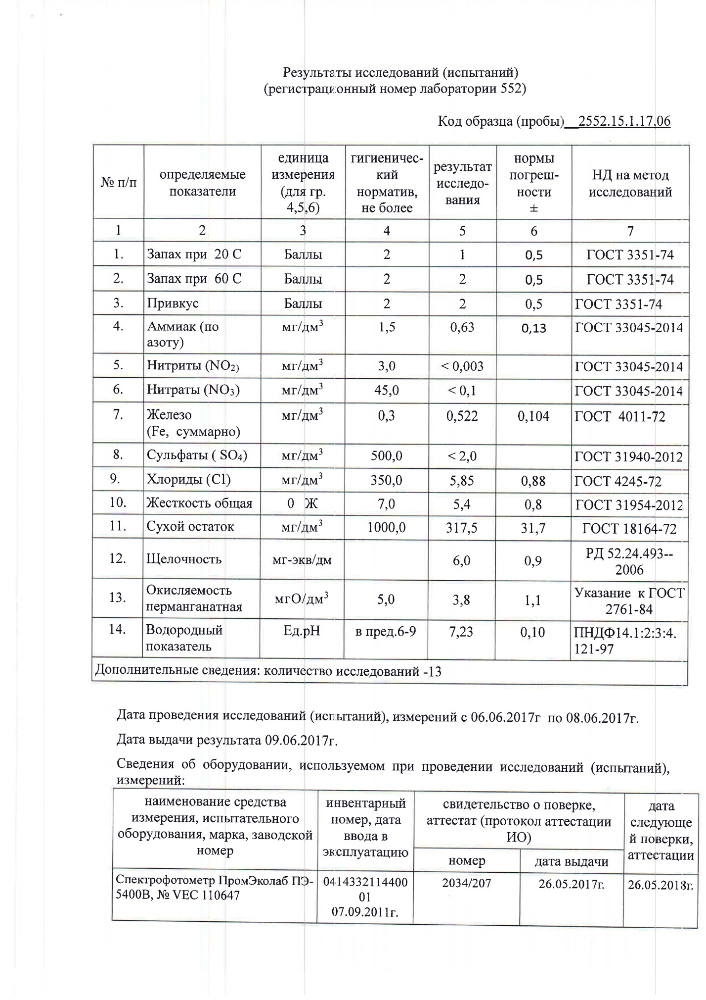 Результаты исследований (испытаний)
(регистрационный номер лаборатории 552)
Код образца (пробы)__2552.15.1.17.06
№ п/п
определяемые
показатели
единица
измерения
(для гр.
4,5,6)
гигиеничес-
кий
норматив,
не более
результат
исследо-
вания
нормы
погреш-
ности
±
НД на метод
исследований
1 2 3 4 5 6 7
1. Запах при 20 С Баллы 2 1 0,5 ГОСТ 3351-74
2. Запах при 60 С Баллы 2 2 0,5 ГОСТ 3351-74
3. Привкус Баллы 2 2 0,5 ГОСТ 3351-74
4. Аммиак (по мг/дм³ 1,5 0,63 0,13 ГОСТ 33045-2014
азоту)
5. Нитриты (NO2) мг/дм³ 3,0 < 0,003 ГОСТ 33045-2014
6. Нитраты (NO3) мг/дм³ 45,0 < 0,1 ГОСТ 33045-2014
7. Железо мг/дм³ 0,3 0,522 0,104 ГОСТ 4011-72
(Fe, суммарно)
8. Сульфаты ( SO4) мг/дм³ 500,0 < 2,0 ГОСТ 31940-2012
9. Хлориды (Cl) мг/дм³ 350,0 5,85 0,88 ГОСТ 4245-72
10. Жесткость общая 0 Ж 7,0 5,4 0,8 ГОСТ 31954-2012
11. Сухой остаток мг/дм³ 1000,0 317,5 31,7 ГОСТ 18164-72
12. Щелочность мг-экв/дм 6,0 0,9 РД 52.24.493--
2006
13. Окисляемость мгО/дм³ 5,0 3,8 1,1 Указание к ГОСТ
перманганатная 2761-84
14. Водородный Ед.рН в пред.6-9 7,23 0,10 ПНДФ14.1:2:3:4.
показатель 121-97
Дополнительные сведения: количество исследований -13
Дата проведения исследований (испытаний), измерений с 06.06.2017г по 08.06.2017г.
Дата выдачи результата 09.06.2017г.
Сведения об оборудовании, используемом при проведении исследований (испытаний),
измерений:
наименование средства
измерения, испытательного
оборудования, марка, заводской
номер
инвентарный
номер, дата
ввода в
эксплуатацию
свидетельство о поверке,
аттестат (протокол аттестации
ИО)
номер дата выдачи
дата
следующе
й поверки,
аттестации
Спектрофотометр ПромЭколаб ПЭ-
5400В, № VEC 110647
0414332114400
01
07.09.2011г.
2034/207 26.05.2017г. 26.05.2018г.